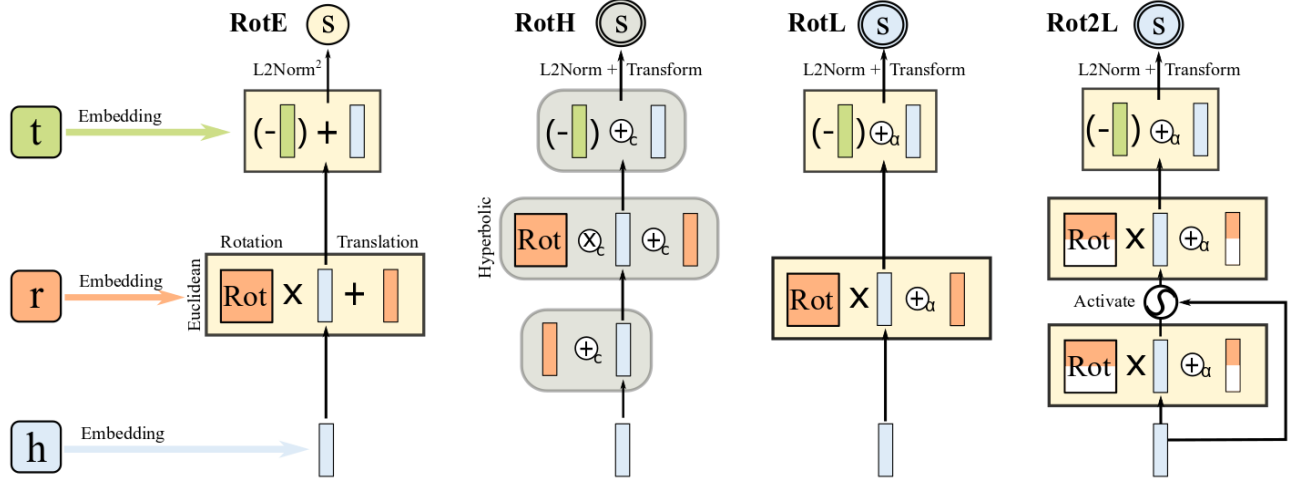 RotE S RotH S RotL S Rot2L S
L2Norm² L2Norm + Transform L2Norm + Transform L2Norm + Transform
t Embedding (- ) + (- ) ⊕c (- ) ⊕α (- ) ⊕α
Hyperbolic Rot ⊗c ⊕c Rot x ⊕α
Rotation Translation
r Embedding Euclidean Rot x + Rot x ⊕α
Activate
⊕c Rot x ⊕α
h Embedding